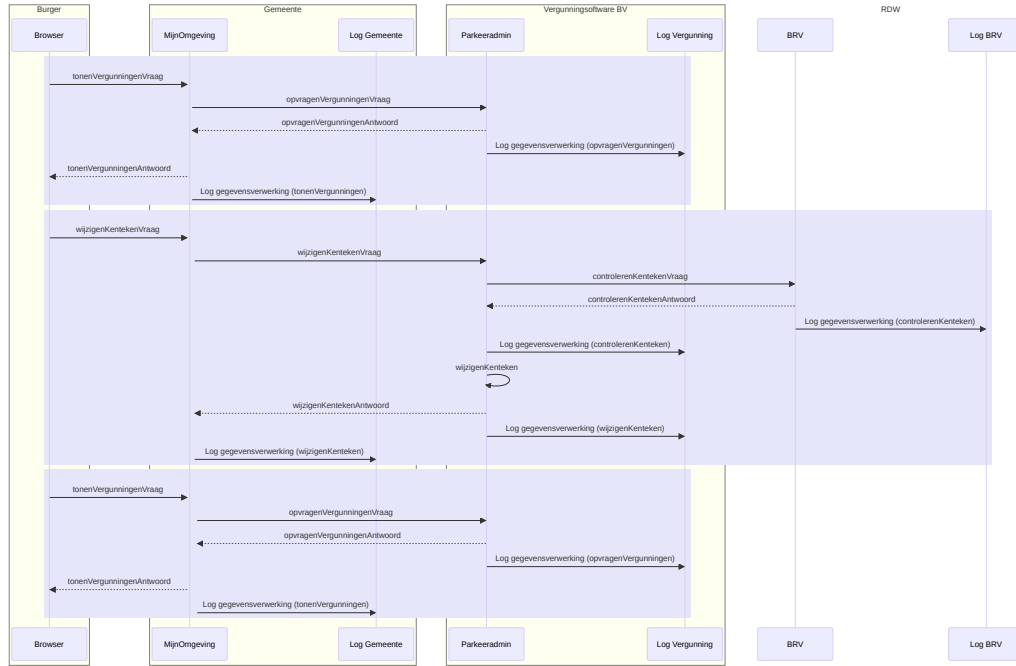 Burger
Gemeente
Vergunningsoftware BV
RDW
Browser
MijnOmgeving
Log Gemeente
Parkeeradmin
Log Vergunning
BRV
Log BRV
tonenVergunningenVraag
opvragenVergunningenVraag
opvragenVergunningenAntwoord
Log gegevensverwerking (opvragenVergunningen)
tonenVergunningenAntwoord
Log gegevensverwerking (tonenVergunningen)
wijzigenKentekenVraag
wijzigenKentekenVraag
controlerenKentekenVraag
controlerenKentekenAntwoord
Log gegevensverwerking (controlerenKenteken)
Log gegevensverwerking (controlerenKenteken)
wijzigenKenteken
wijzigenKentekenAntwoord
Log gegevensverwerking (wijzigenKenteken)
Log gegevensverwerking (wijzigenKenteken)
tonenVergunningenVraag
opvragenVergunningenVraag
opvragenVergunningenAntwoord
Log gegevensverwerking (opvragenVergunningen)
tonenVergunningenAntwoord
Log gegevensverwerking (tonenVergunningen)
Browser
MijnOmgeving
Log Gemeente
Parkeeradmin
Log Vergunning
BRV
Log BRV